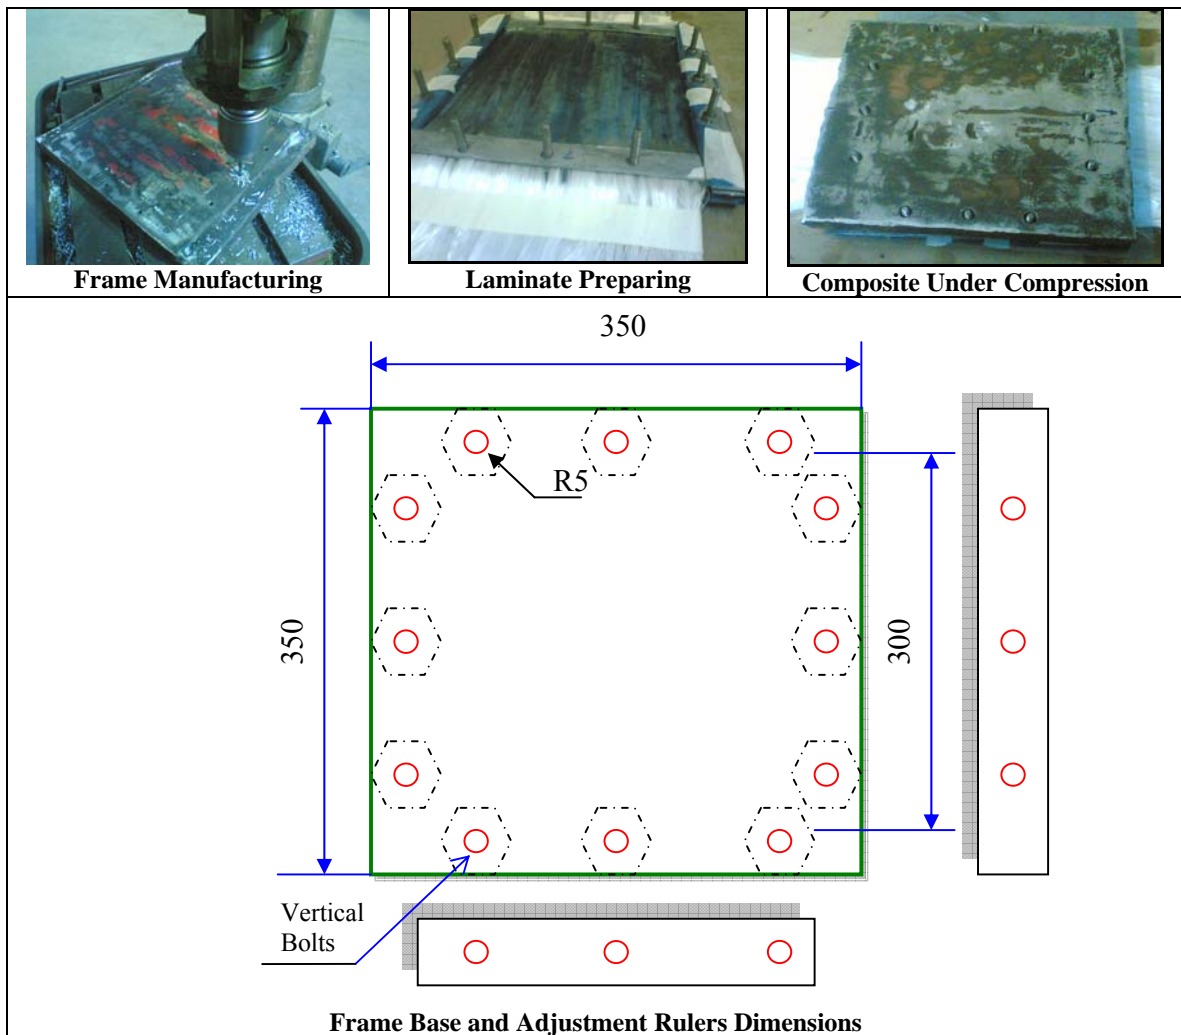 Frame Manufacturing
Laminate Preparing
Composite Under Compression
350
R5
350
300
Vertical
Bolts
Frame Base and Adjustment Rulers Dimensions